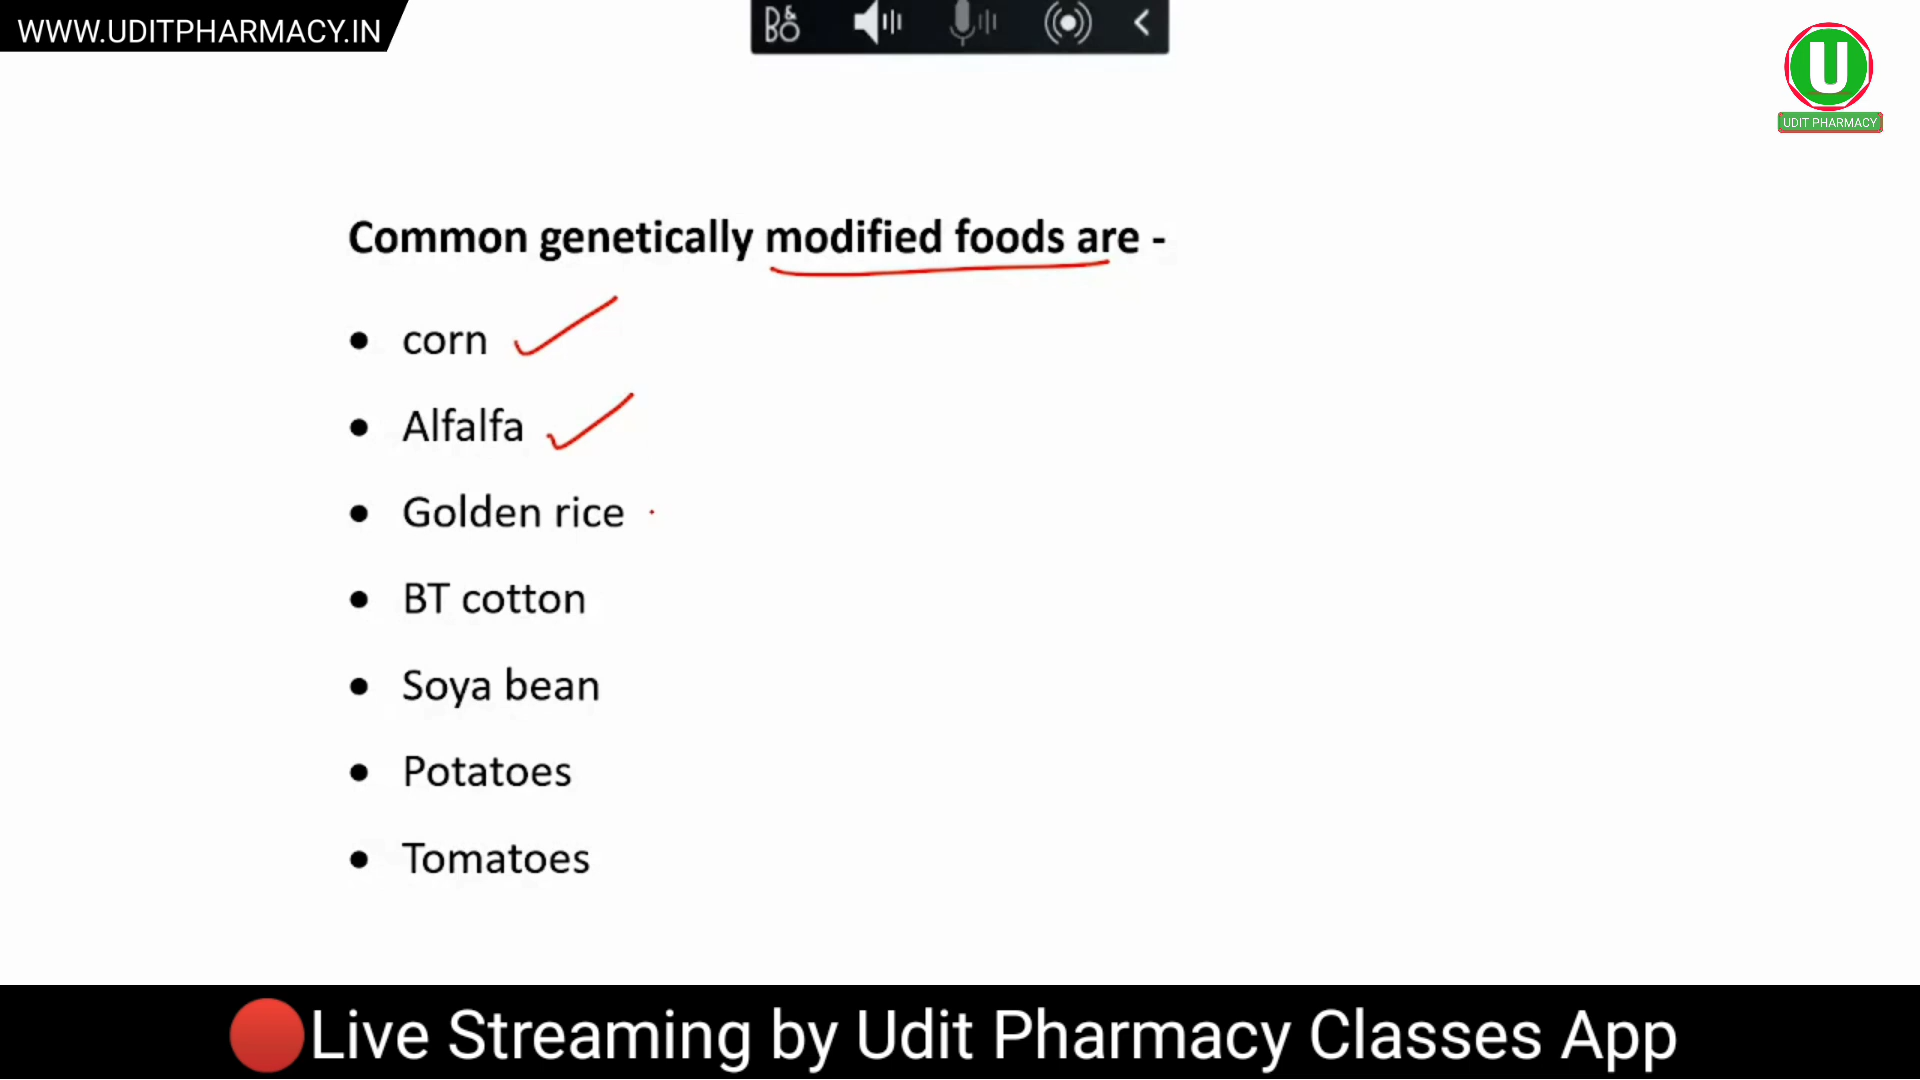 WWW.UDITPHARMACY.IN
B&O
U
UDIT PHARMACY
Common genetically modified foods are -
• corn
• Alfalfa
• Golden rice
• BT cotton
• Soya bean
• Potatoes
• Tomatoes
Live Streaming by Udit Pharmacy Classes App